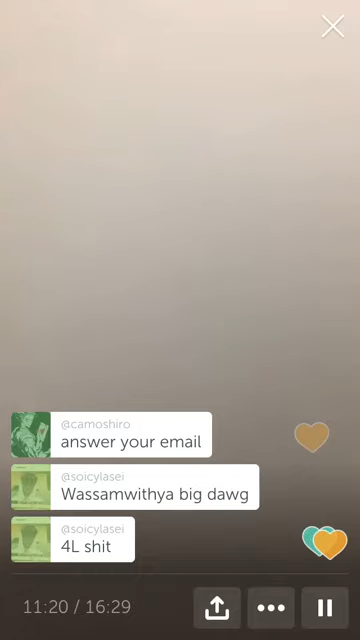 @camoshiro
answer your email
@soicylasei
Wassamwithya big dawg
@soicylasei
4L shit
11:20 / 16:29